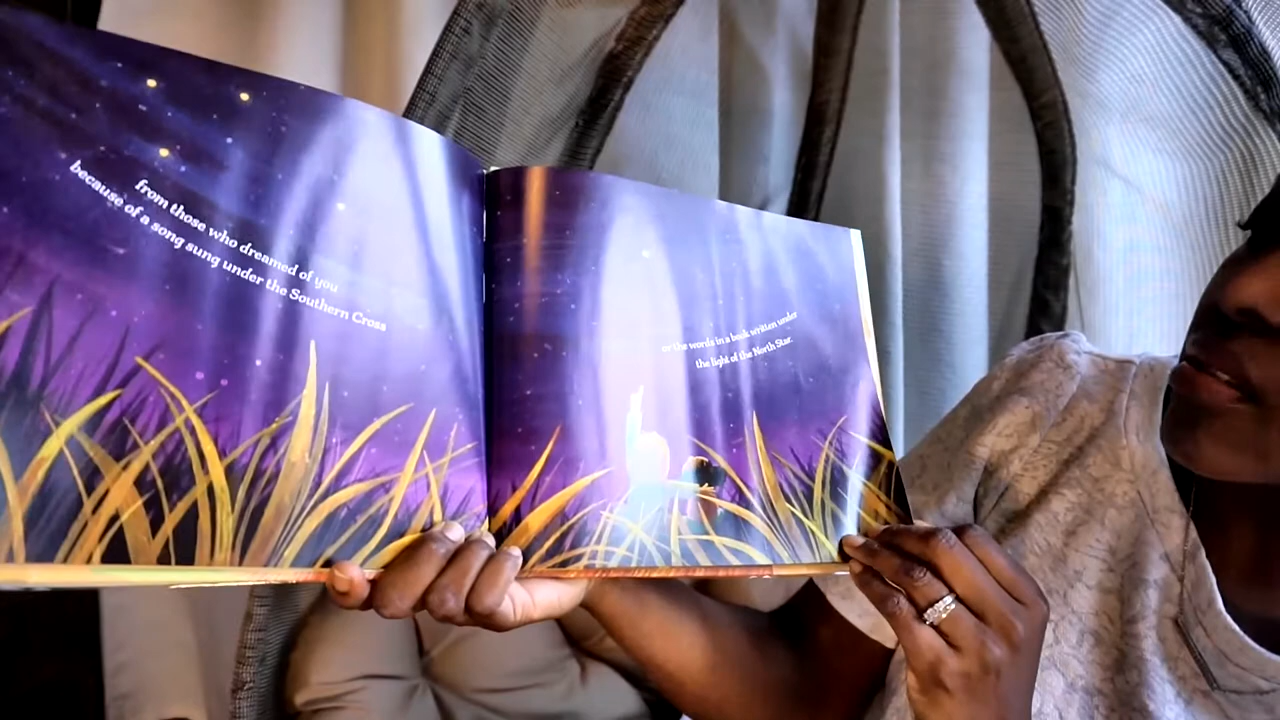 from those who dreamed of you
because of a song sung under the Southern Cross
or the words in a book written under
the light of the North Star.